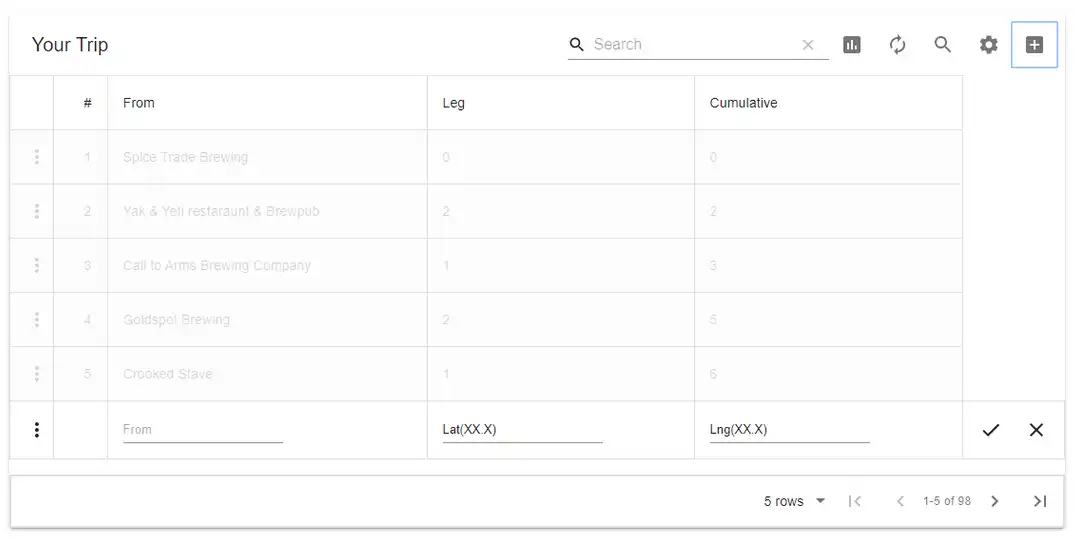 Your Trip Search
# From Leg Cumulative
1 Spice Trade Brewing 0 0
2 Yak & Yeti restaraunt & Brewpub 2 2
3 Call to Arms Brewing Company 1 3
4 Goldspot Brewing 2 5
5 Crooked Stave 1 6
From Lat(XX.X) Lng(XX.X)
5 rows 1-5 of 98